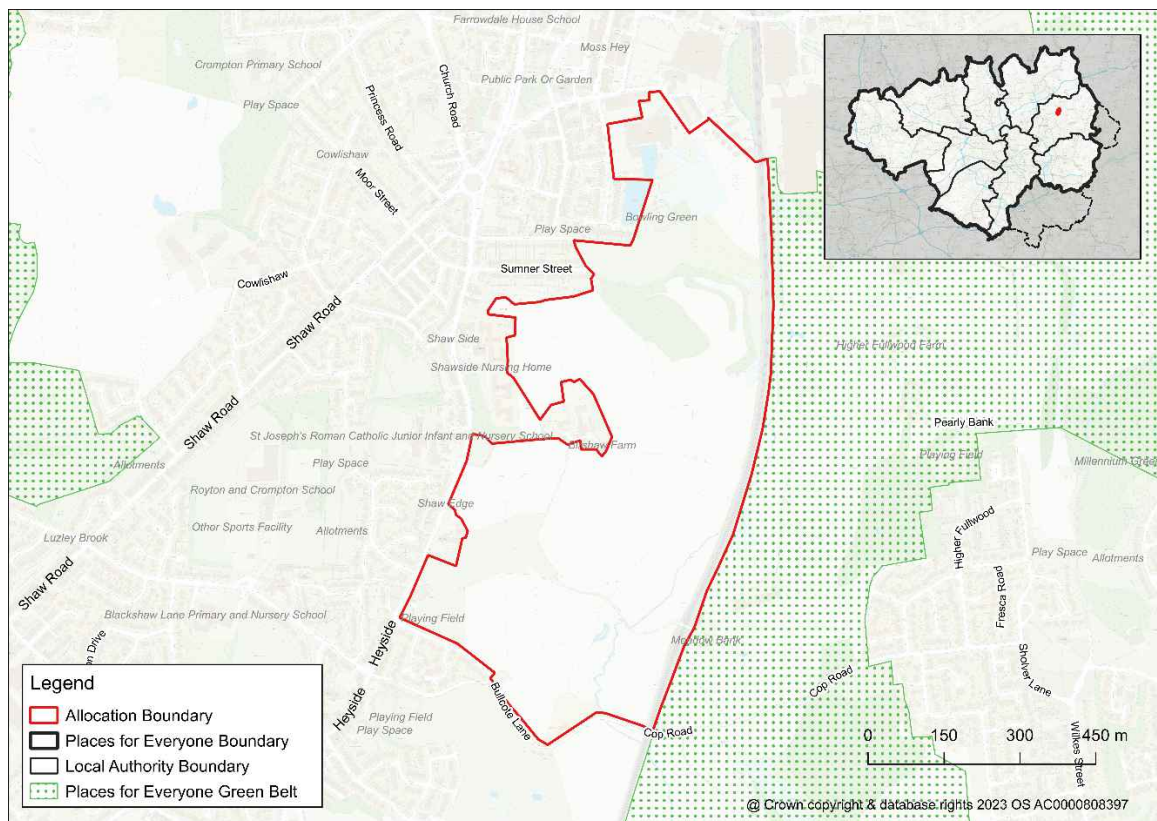 Farrowdale House School
Moss Hey
Crompton Primary School
Public Park Or Garden
Play Space
Princess Road
Church Road
Cowlishaw
Moor Street
Bowling Green
Play Space
Sumner Street
Cowlishaw
Shaw Road
Shaw Side
Higher Fullwood Farm
Shawside Nursing Home
Shaw Road
Pearly Bank
St Joseph's Roman Catholic Junior Infant and Nursery School
Birshaw Farm
Playing Field
Allotments
Play Space
Millennium Gree
Royton and Crompton School
Shaw Edge
Other Sports Facility
Allotments
Higher Fullwood
Luzley Brook
Play Space
Allotments
Shaw Road
Fresca Road
Blackshaw Lane Primary and Nursery School
Playing Field
Heyside
Meadow Bank
on Drive
Sholver Lane
Cop Road
Heyside
Bullcote Lane
Playing Field
Play Space
Cop Road
Wilkes Street
Legend
Allocation Boundary
Places for Everyone Boundary
Local Authority Boundary
Places for Everyone Green Belt
0 150 300 450 m
@ Crown copyright & database rights 2023 OS AC0000808397